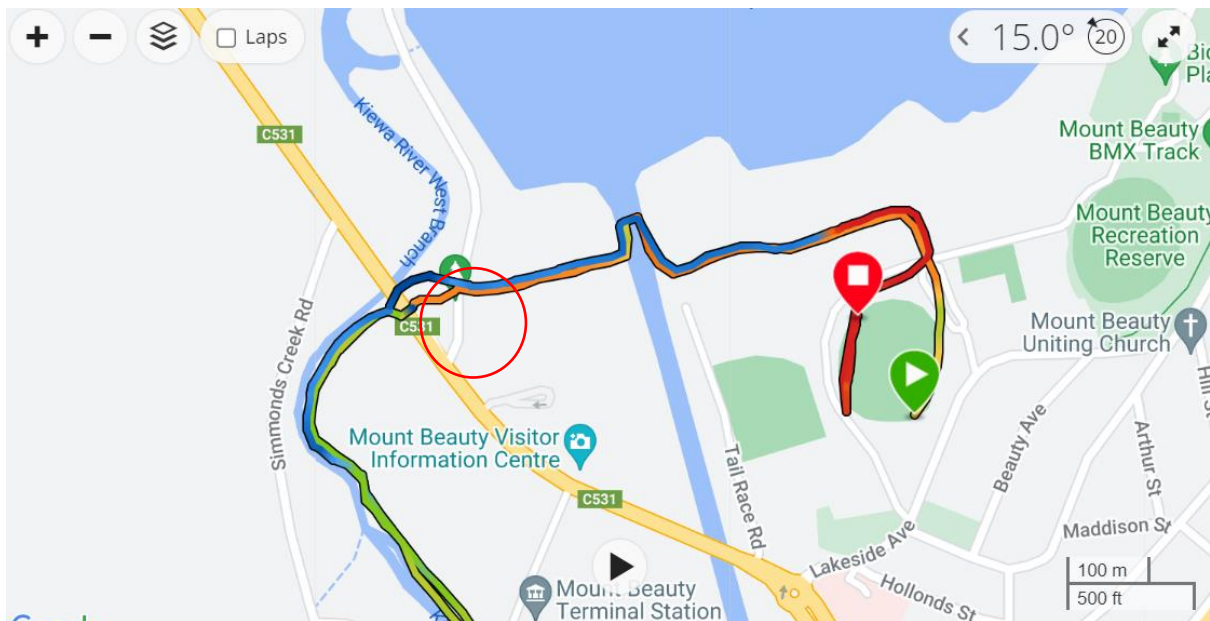 +
−
Laps
15.0°
20
C531
Kiewa River West Branch
Mount Beauty
BMX Track
Mount Beauty
Recreation
Reserve
Simmonds Creek Rd
C531
Mount Beauty
Uniting Church
Hill St
Mount Beauty Visitor
Information Centre
Beauty Ave
Arthur St
C531
Tail Race Rd
Maddison St
Lakeside Ave
Hollonds St
100 m
500 ft
Mount Beauty
Terminal Station